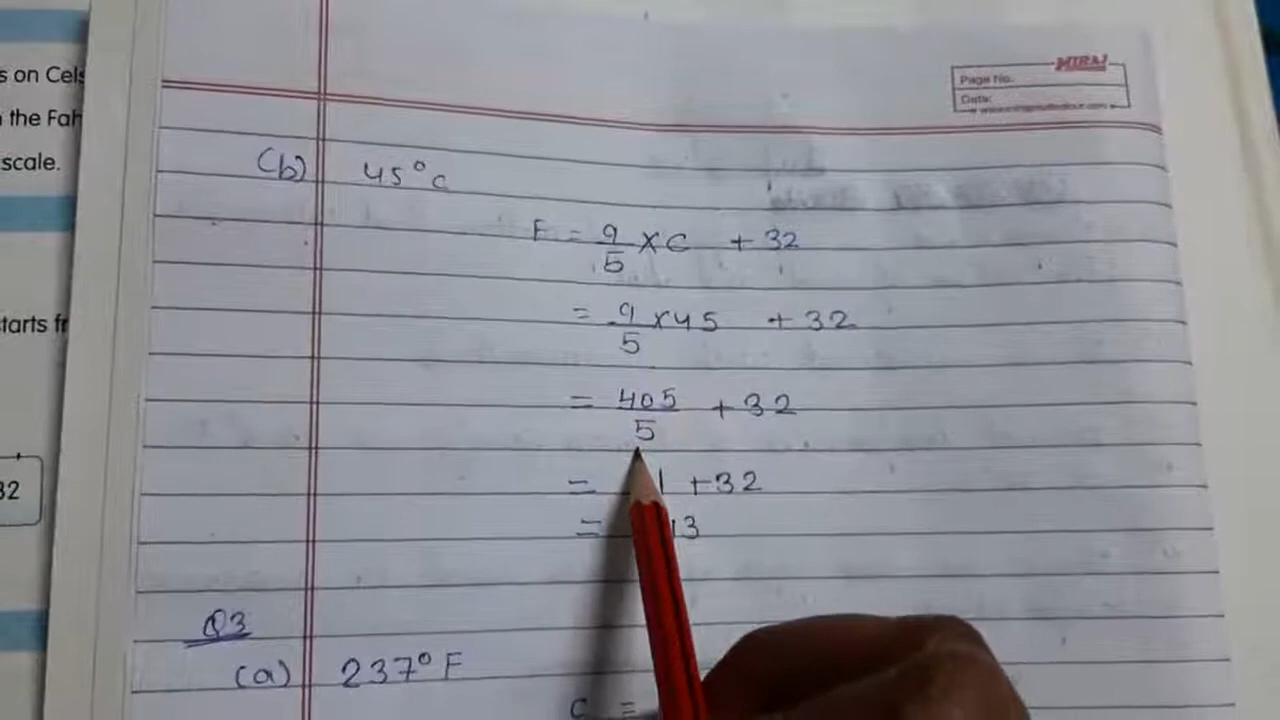 s on Cels
the Fah
scale.
tarts fr
32
MIRAJ
Page No.
Date:
(b) 45°c
F = 9/5 × C + 32
= 9/5 × 45 + 32
= 405/5 + 32
= 1 + 32
= 13
Q3
(a) 237° F
C =